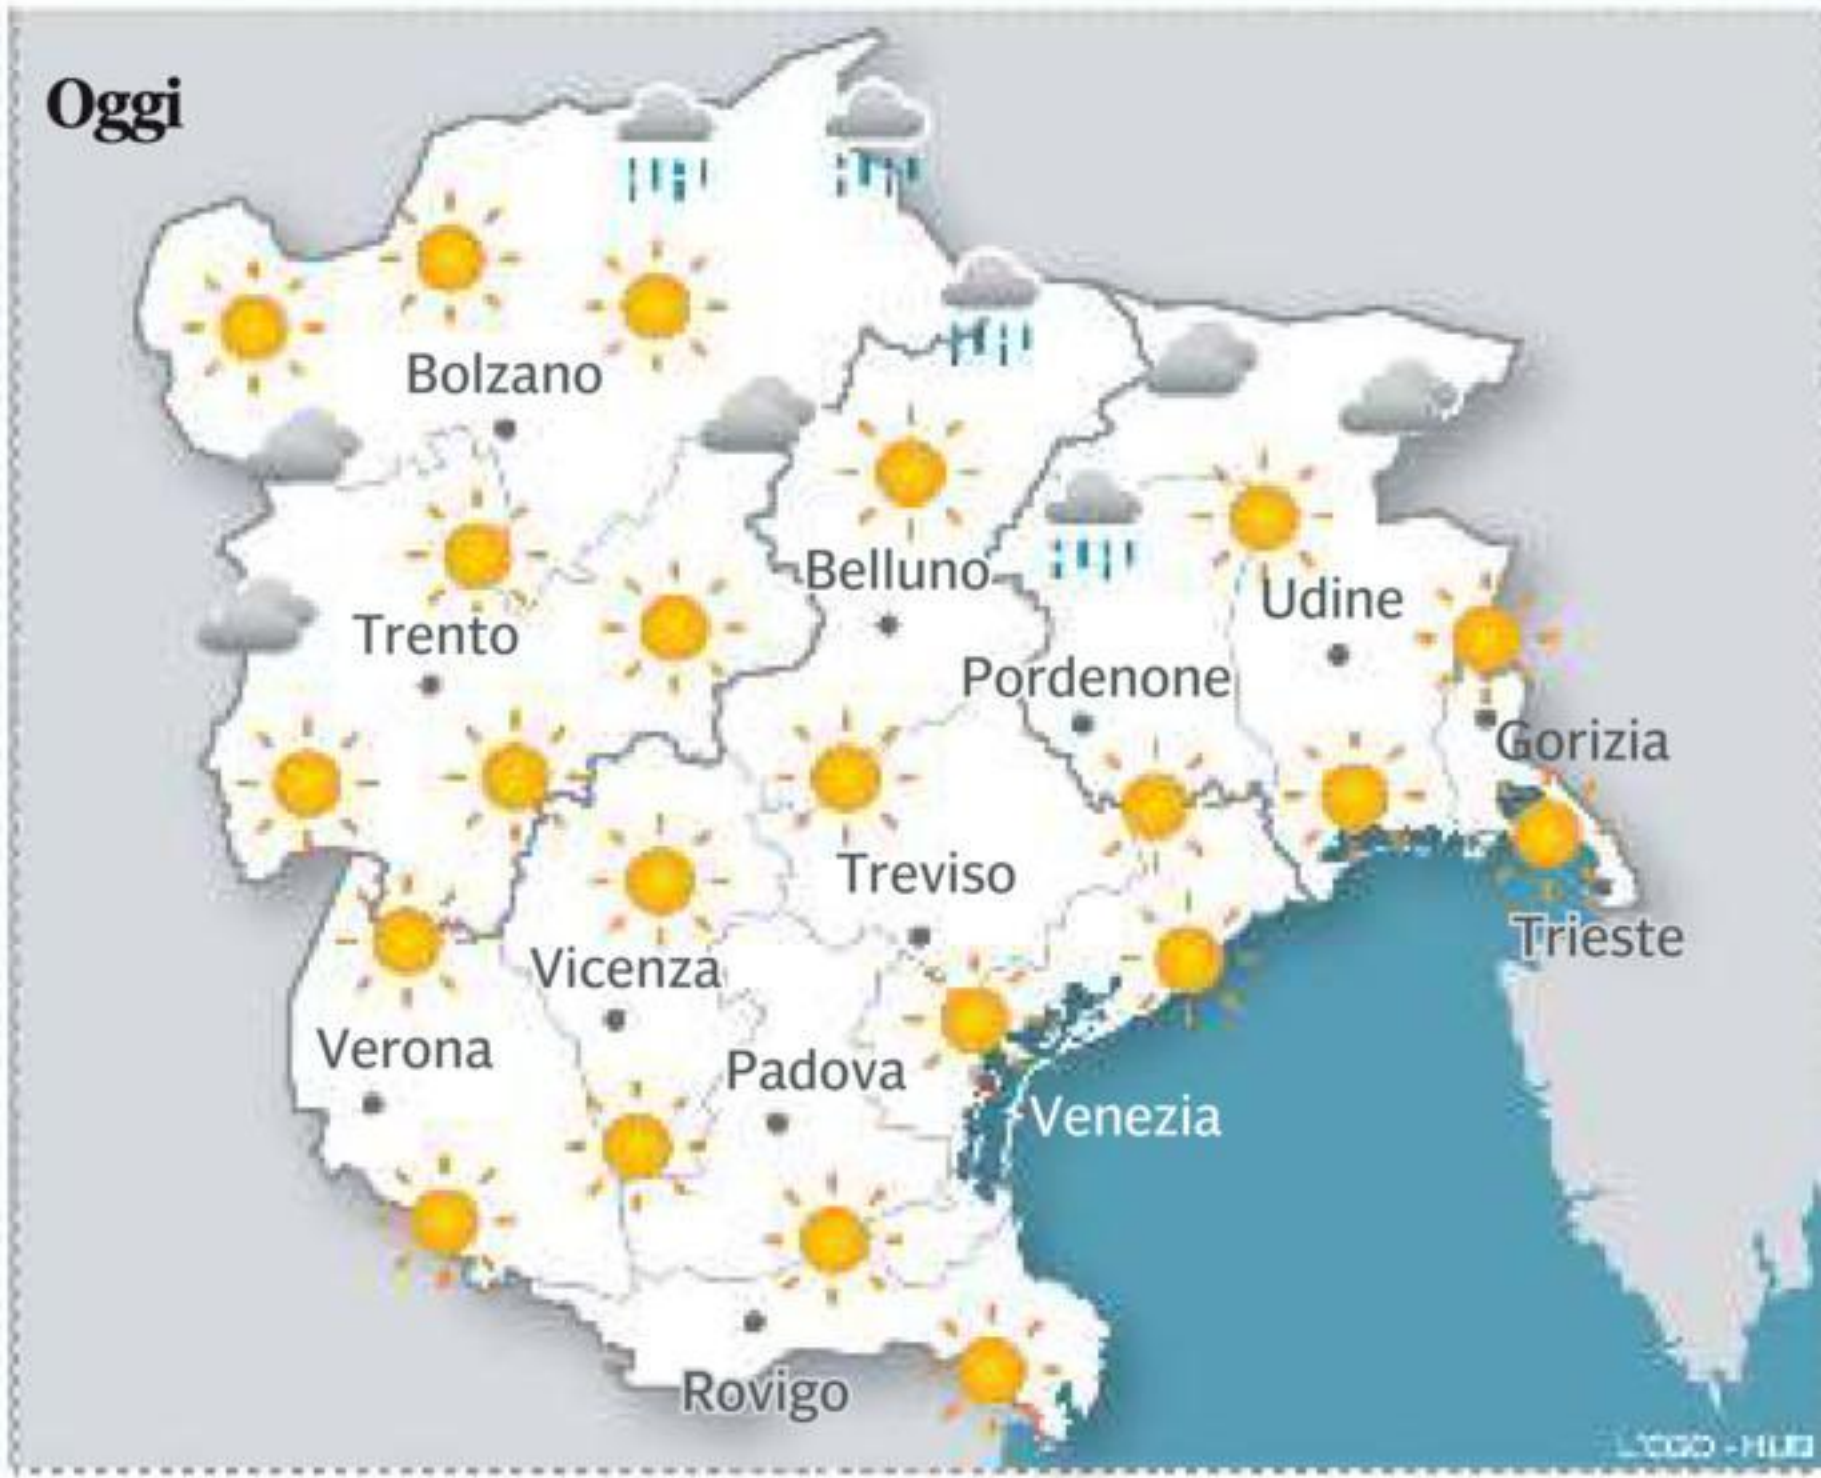 Oggi
Bolzano
Belluno
Udine
Trento
Pordenone
Gorizia
Treviso
Trieste
Vicenza
Verona
Padova
Venezia
Rovigo